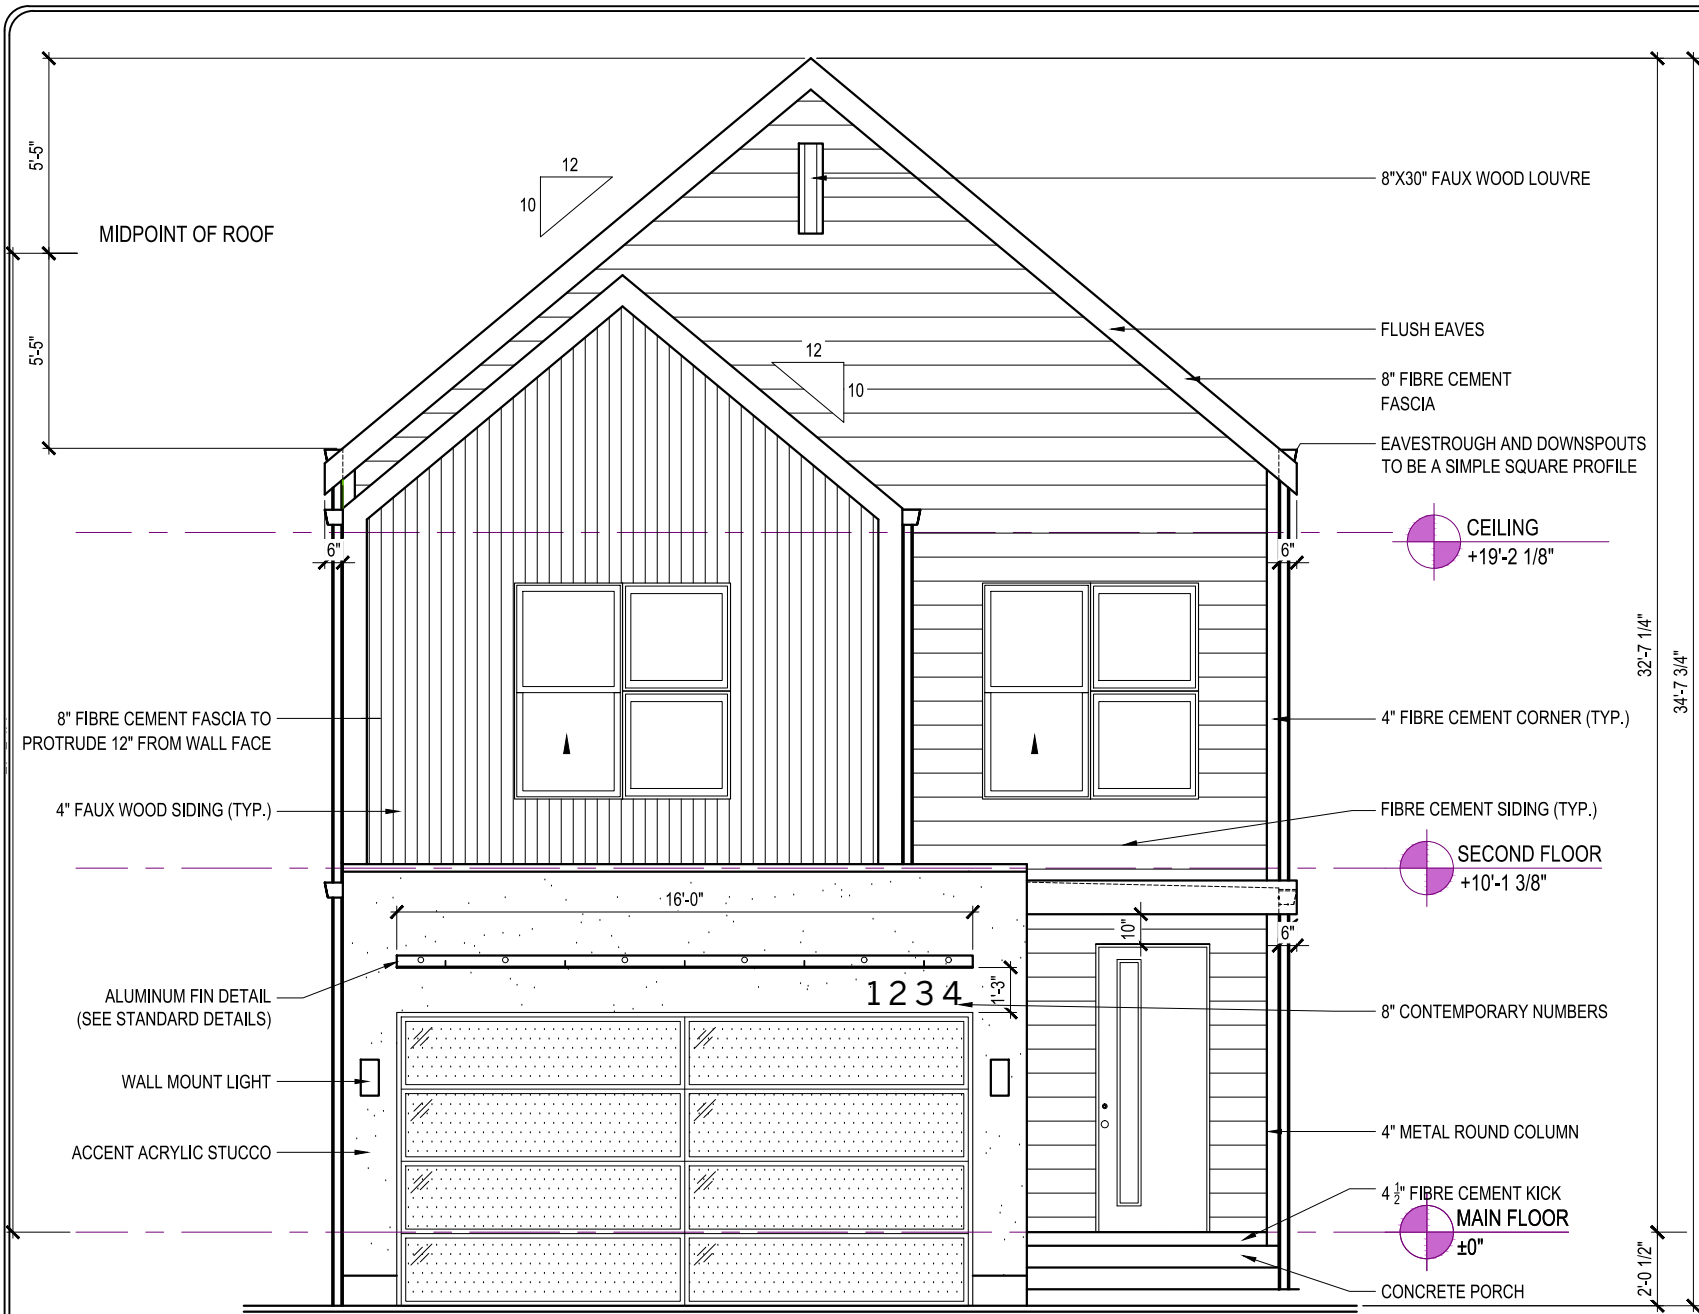 5'-5"
12
10
8"X30" FAUX WOOD LOUVRE
MIDPOINT OF ROOF
FLUSH EAVES
5'-5"
12
10
8" FIBRE CEMENT
FASCIA
EAVESTROUGH AND DOWNSPOUTS
TO BE A SIMPLE SQUARE PROFILE
CEILING
+19'-2 1/8"
6"
6"
32'-7 1/4"
34'-7 3/4"
8" FIBRE CEMENT FASCIA TO
PROTRUDE 12" FROM WALL FACE
4" FIBRE CEMENT CORNER (TYP.)
4" FAUX WOOD SIDING (TYP.)
FIBRE CEMENT SIDING (TYP.)
SECOND FLOOR
+10'-1 3/8"
16'-0"
10"
6"
ALUMINUM FIN DETAIL
(SEE STANDARD DETAILS)
1234
1'-3"
8" CONTEMPORARY NUMBERS
WALL MOUNT LIGHT
4" METAL ROUND COLUMN
ACCENT ACRYLIC STUCCO
4 1/2" FIBRE CEMENT KICK
MAIN FLOOR
±0"
2'-0 1/2"
CONCRETE PORCH